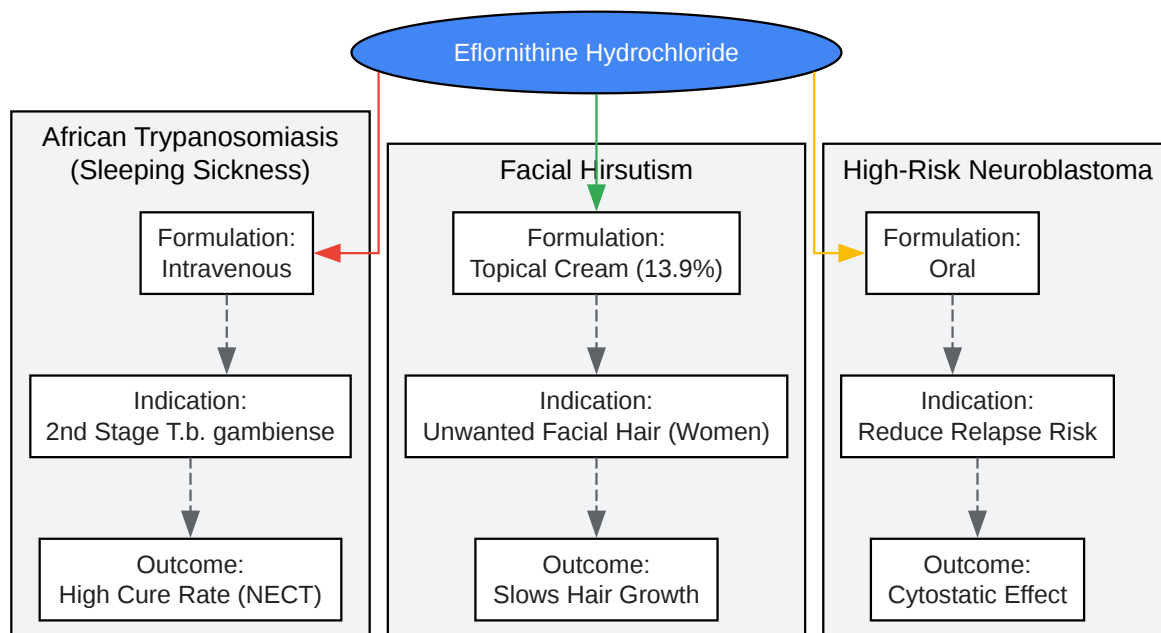 Eflornithine Hydrochloride
African Trypanosomiasis
(Sleeping Sickness)
Formulation:
Intravenous
Indication:
2nd Stage T.b. gambiense
Outcome:
High Cure Rate (NECT)
Facial Hirsutism
Formulation:
Topical Cream (13.9%)
Indication:
Unwanted Facial Hair (Women)
Outcome:
Slows Hair Growth
High-Risk Neuroblastoma
Formulation:
Oral
Indication:
Reduce Relapse Risk
Outcome:
Cytostatic Effect